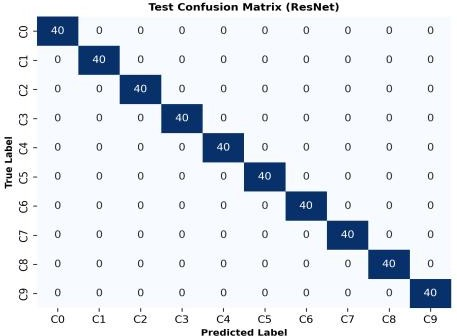 Test Confusion Matrix (ResNet)
C0 40 0 0 0 0 0 0 0 0 0
C1 0 40 0 0 0 0 0 0 0 0
C2 0 0 40 0 0 0 0 0 0 0
C3 0 0 0 40 0 0 0 0 0 0
C4 0 0 0 0 40 0 0 0 0 0
C5 0 0 0 0 0 40 0 0 0 0
C6 0 0 0 0 0 0 40 0 0 0
C7 0 0 0 0 0 0 0 40 0 0
C8 0 0 0 0 0 0 0 0 40 0
C9 0 0 0 0 0 0 0 0 0 40
True Label
C0 C1 C2 C3 C4 C5 C6 C7 C8 C9
Predicted Label